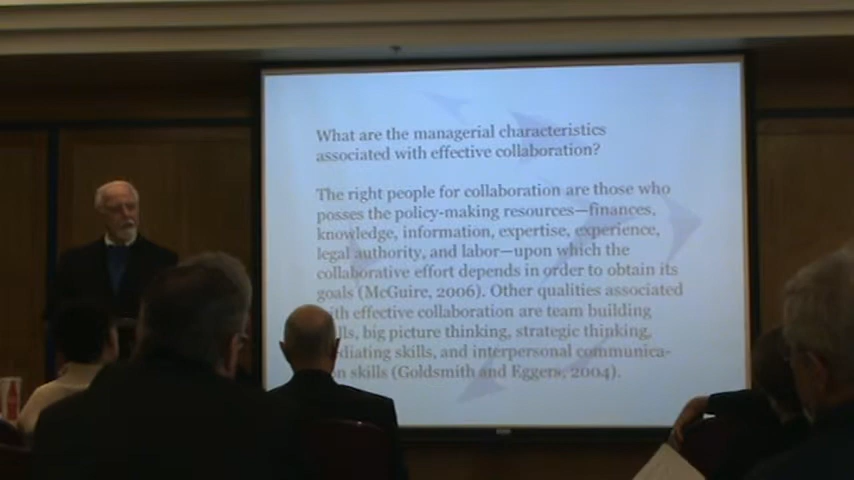 What are the managerial characteristics
associated with effective collaboration?
The right people for collaboration are those who
posses the policy-making resources—finances,
knowledge, information, expertise, experience,
legal authority, and labor—upon which the
collaborative effort depends in order to obtain its
goals (McGuire, 2006). Other qualities associated
ith effective collaboration are team building
lls, big picture thinking, strategic thinking,
diating skills, and interpersonal communica-
n skills (Goldsmith and Eggers, 2004).